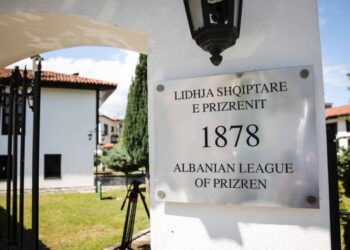 LIDHJA SHQIPTARE
E PRIZRENIT
1878
ALBANIAN LEAGUE
OF PRIZREN